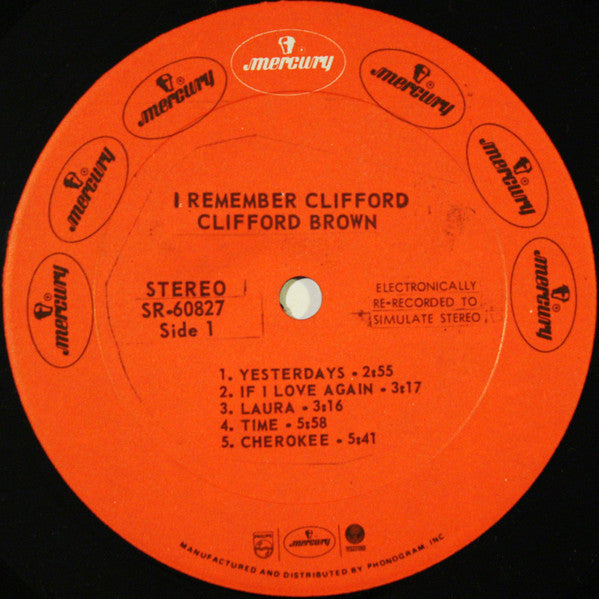 mercury
mercury
mercury
mercury
mercury
mercury
mercury
I REMEMBER CLIFFORD
CLIFFORD BROWN
STEREO
SR-60827
Side 1
ELECTRONICALLY
RE-RECORDED TO
SIMULATE STEREO
1. YESTERDAYS - 2:55
2. IF I LOVE AGAIN - 3:17
3. LAURA - 3:16
4. TIME - 5:58
5. CHEROKEE - 5:41
PHILIPS
mercury
MANUFACTURED AND DISTRIBUTED BY PHONOGRAM, INC